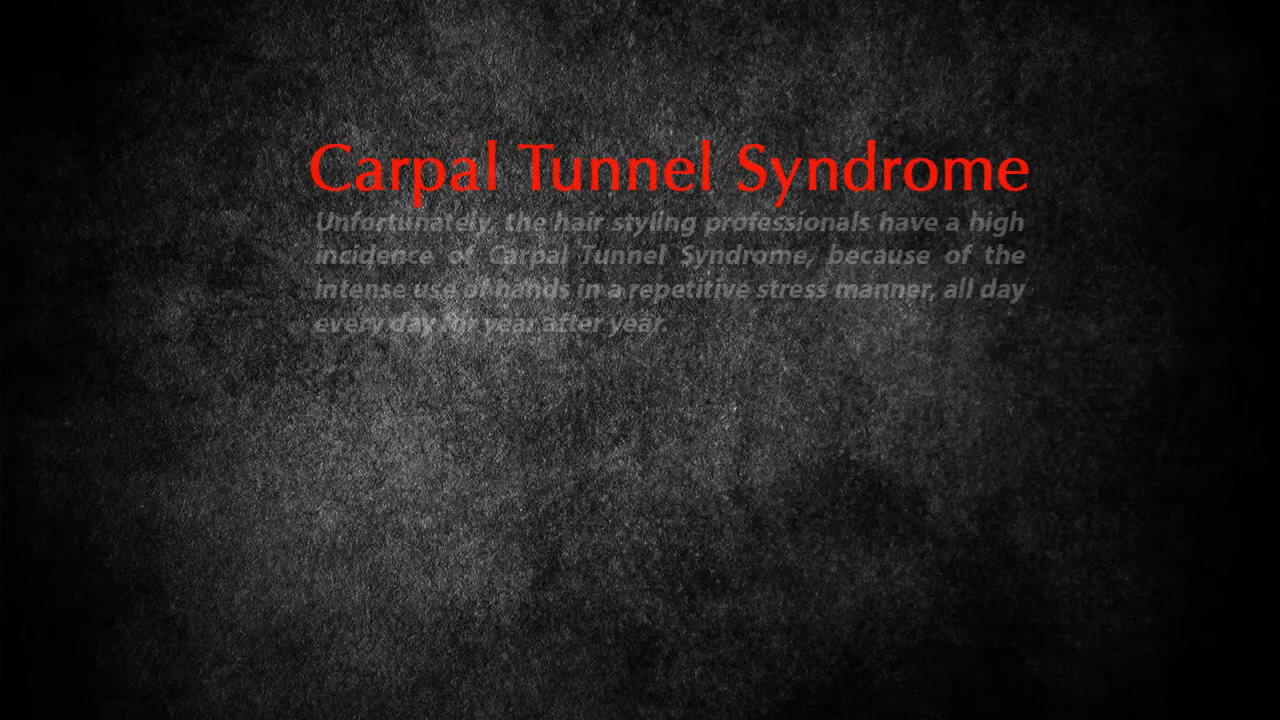 Carpal Tunnel Syndrome
Unfortunately, the hair styling professionals have a high
incidence of Carpal Tunnel Syndrome, because of the
intense use of hands in a repetitive stress manner, all day
every day for year after year.